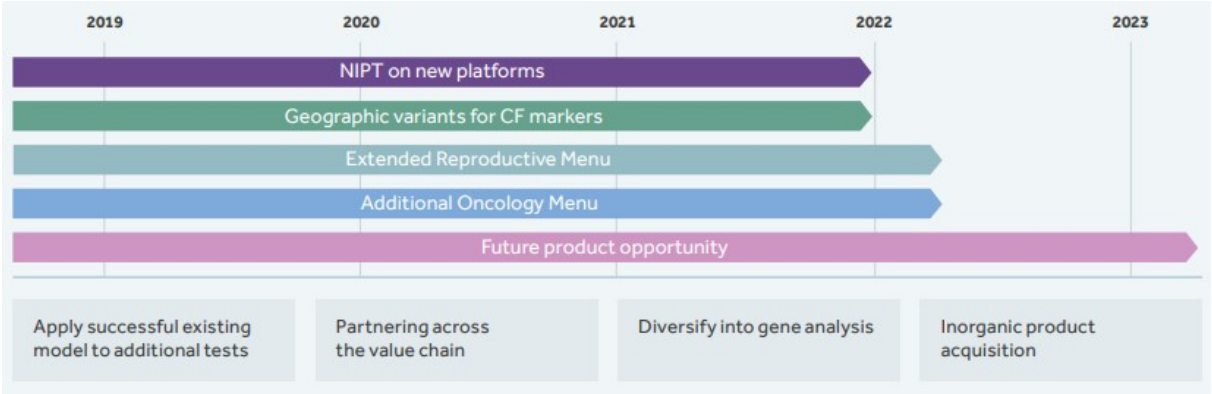 2019 2020 2021 2022 2023
NIPT on new platforms
Geographic variants for CF markers
Extended Reproductive Menu
Additional Oncology Menu
Future product opportunity
Apply successful existing
model to additional tests
Partnering across
the value chain
Diversify into gene analysis
Inorganic product
acquisition